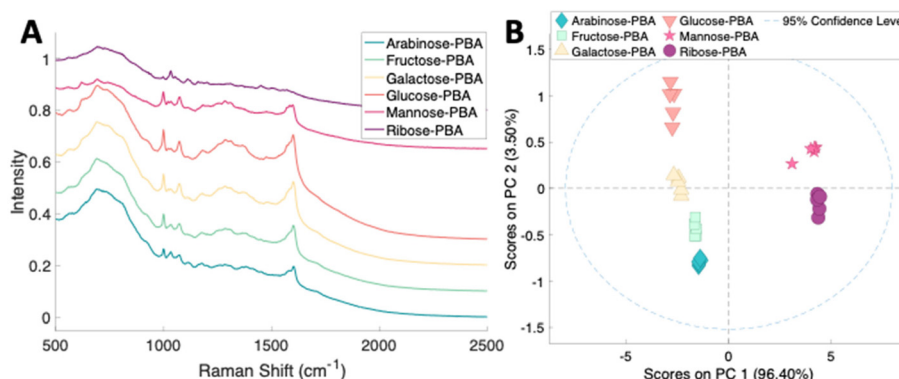 A
Intensity
1
0.8
0.6
0.4
0.2
0
500
1000
1500
2000
2500
Raman Shift (cm⁻¹)
Arabinose-PBA
Fructose-PBA
Galactose-PBA
Glucose-PBA
Mannose-PBA
Ribose-PBA
B
Arabinose-PBA
Fructose-PBA
Galactose-PBA
Glucose-PBA
Mannose-PBA
Ribose-PBA
95% Confidence Leve
Scores on PC 2 (3.50%)
1.5
1
0.5
0
-0.5
-1
-1.5
-5
0
5
Scores on PC 1 (96.40%)